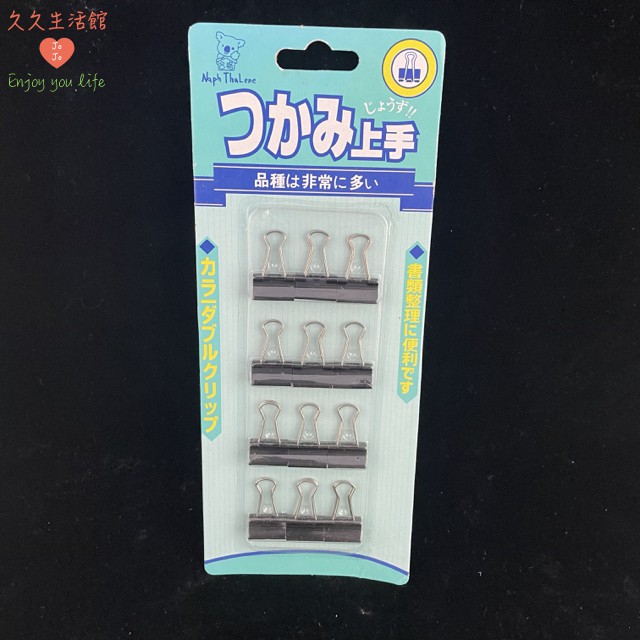 久久生活館
Jo
Jo
Enjoy you life
Naph ThaLene
じょうず!!
つかみ上手
品種は非常に多い
カラーダブルクリップ
書類整理に便利です